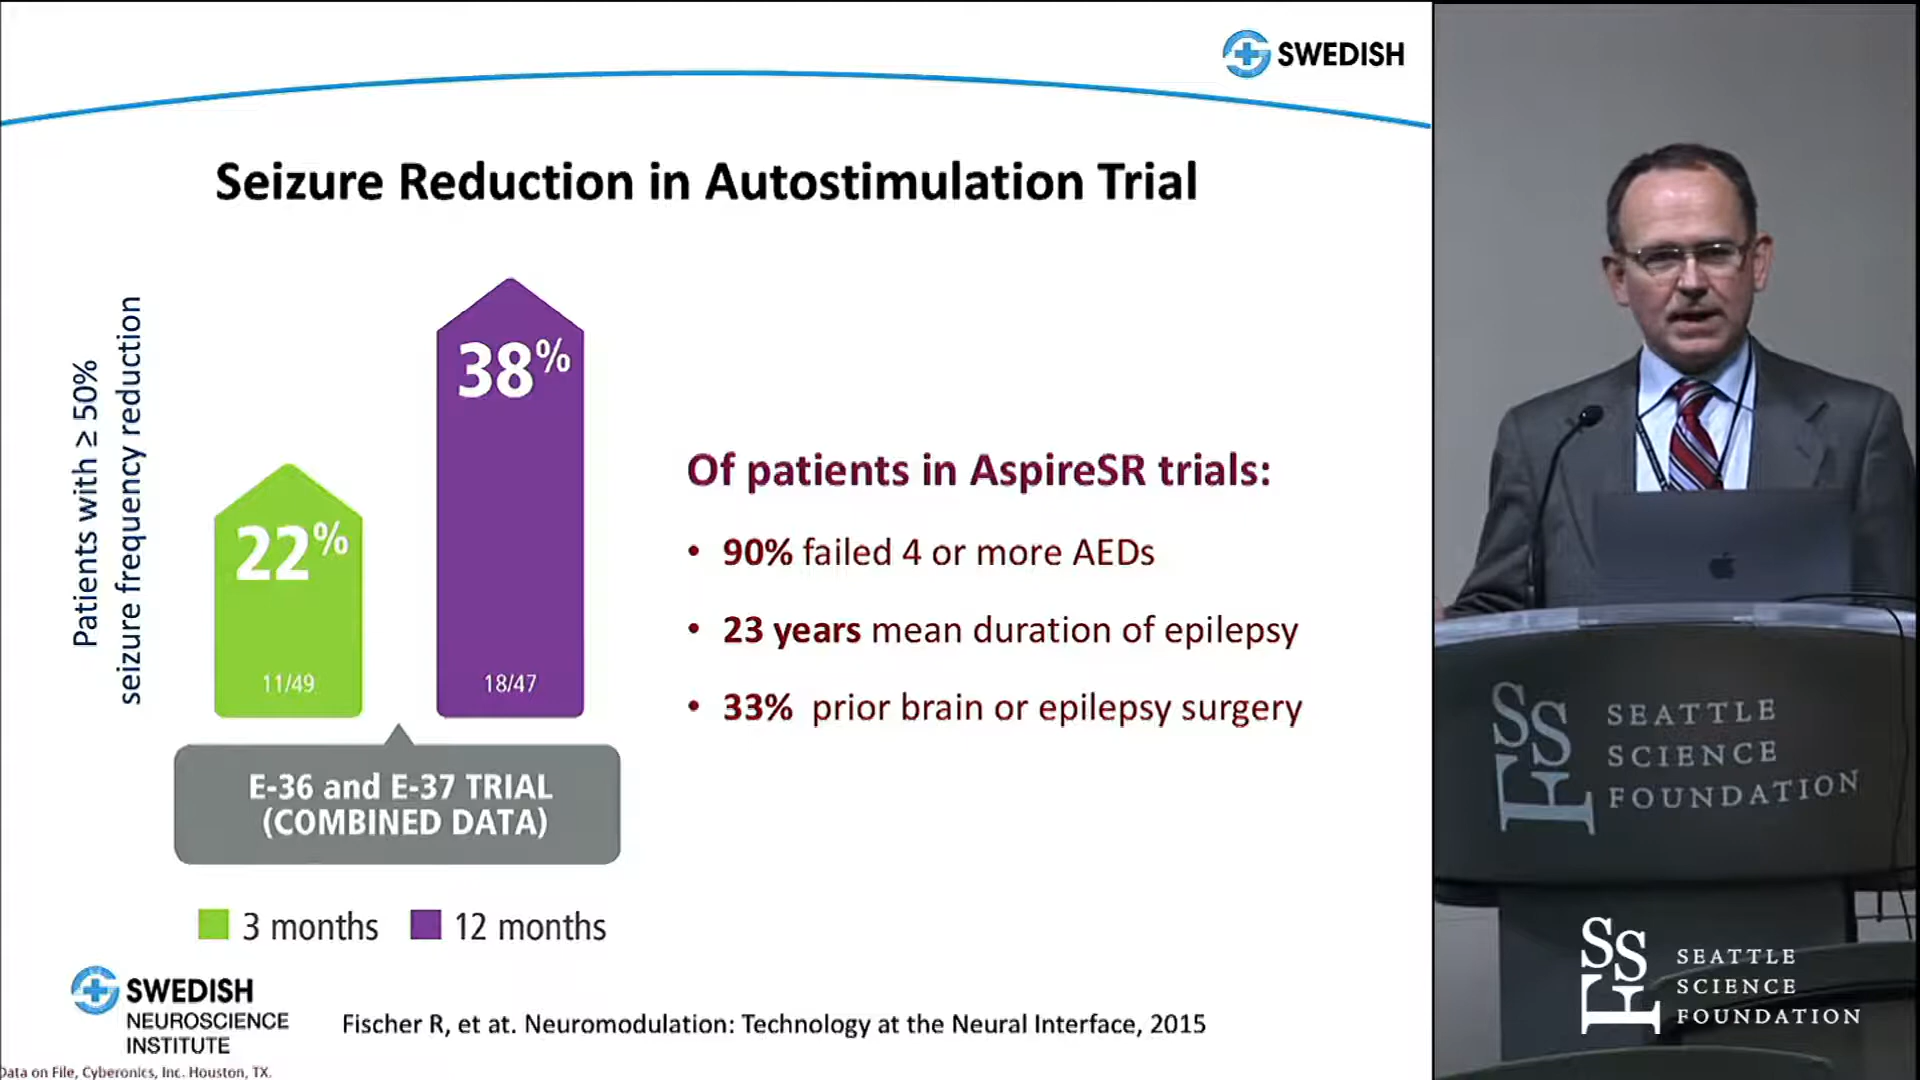 SWEDISH
Seizure Reduction in Autostimulation Trial
Patients with ≥ 50%
seizure frequency reduction
22%
11/49
38%
18/47
E-36 and E-37 TRIAL
(COMBINED DATA)
3 months
12 months
Of patients in AspireSR trials:
• 90% failed 4 or more AEDs
• 23 years mean duration of epilepsy
• 33% prior brain or epilepsy surgery
SWEDISH
NEUROSCIENCE
INSTITUTE
Fischer R, et at. Neuromodulation: Technology at the Neural Interface, 2015
Data on File, Cyberonics, Inc. Houston, TX.
SSF
SEATTLE
SCIENCE
FOUNDATION
SSF
SEATTLE
SCIENCE
FOUNDATION